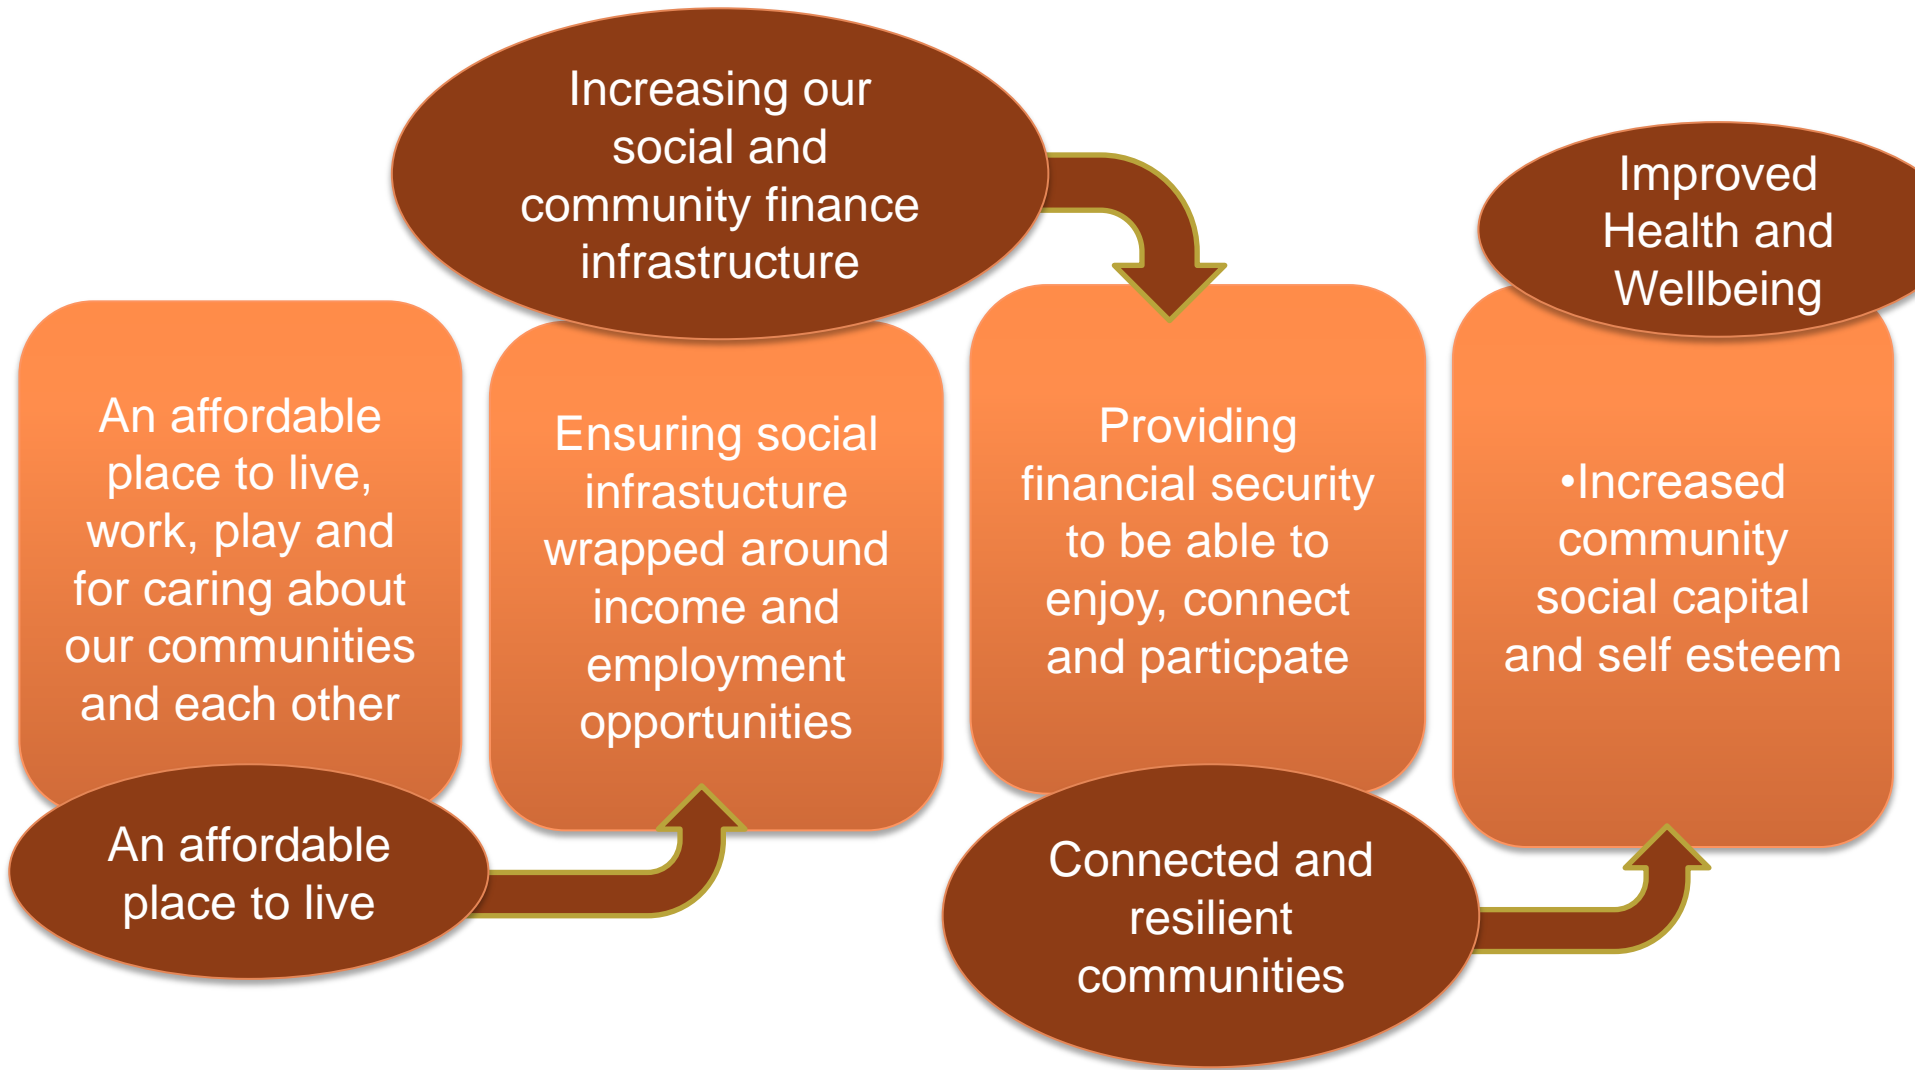 An affordable
place to live,
work, play and
for caring about
our communities
and each other
An affordable
place to live
Increasing our
social and
community finance
infrastructure
Ensuring social
infrastucture
wrapped around
income and
employment
opportunities
Providing
financial security
to be able to
enjoy, connect
and particpate
Connected and
resilient
communities
Improved
Health and
Wellbeing
•Increased
community
social capital
and self esteem